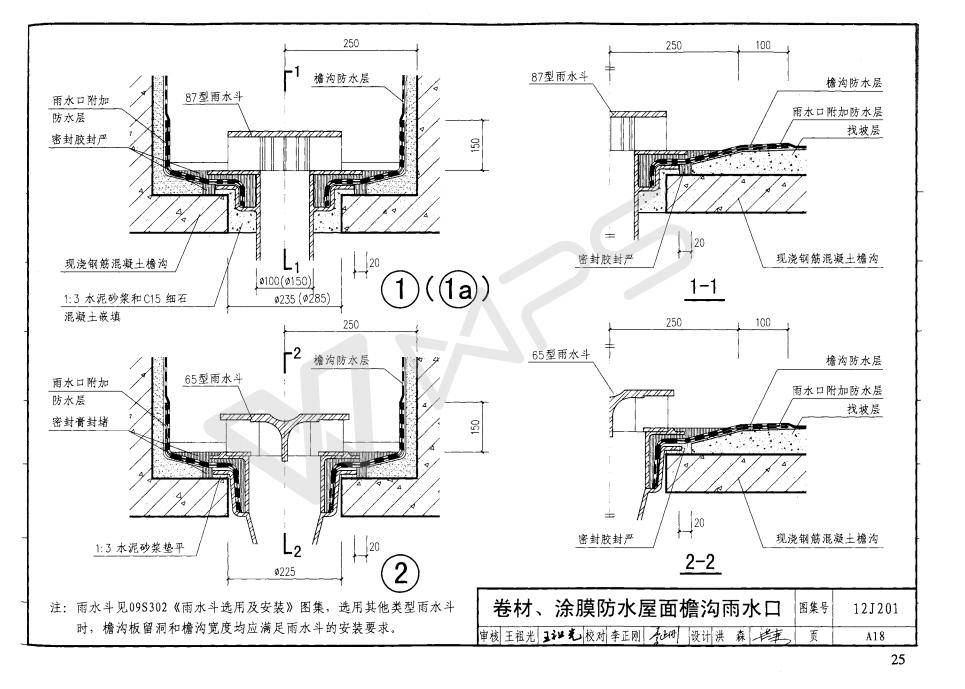 250
1
檐沟防水层
87型雨水斗
雨水口附加
防水层
密封胶封严
150
现浇钢筋混凝土檐沟
1:3 水泥砂浆和C15 细石
混凝土嵌填
1
20
ø100(ø150)
ø235(ø285)
1 (1a)
250
100
87型雨水斗
檐沟防水层
雨水口附加防水层
找坡层
20
密封胶封严
现浇钢筋混凝土檐沟
1-1
250
2
檐沟防水层
65型雨水斗
雨水口附加
防水层
密封膏封堵
150
1:3 水泥砂浆垫平
2
20
ø225
2
250
100
65型雨水斗
檐沟防水层
雨水口附加防水层
找坡层
20
密封胶封严
现浇钢筋混凝土檐沟
2-2
注: 雨水斗见09S302《雨水斗选用及安装》图集,选用其他类型雨水斗
时,檐沟板留洞和檐沟宽度均应满足雨水斗的安装要求。
卷材、涂膜防水屋面檐沟雨水口 图集号 12J201
审核 王祖光 王祖光 校对 李正刚 设计 洪 森 页 A18
25
WPS